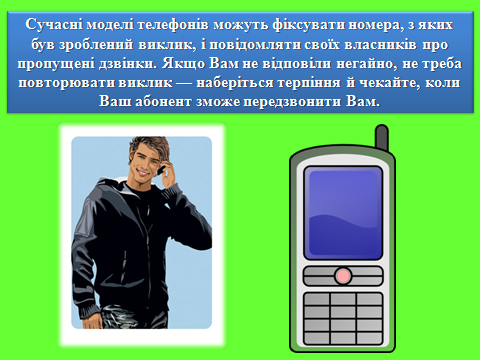 Сучасні моделі телефонів можуть фіксувати номера, з яких
був зроблений виклик, і повідомляти своїх власників про
пропущені дзвінки. Якщо Вам не відповіли негайно, не треба
повторювати виклик — наберіться терпіння й чекайте, коли
Ваш абонент зможе передзвонити Вам.